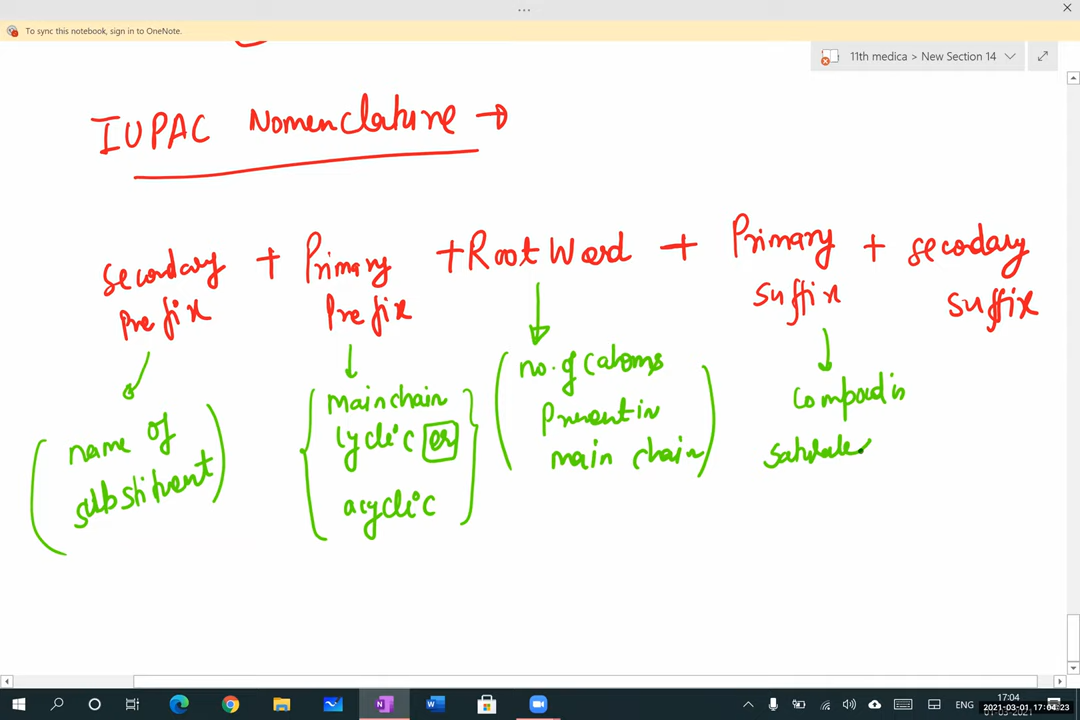 ...
To sync this notebook, sign in to OneNote.
11th medica > New Section 14
IUPAC Nomenclature →
Secondary Prefix + Primary Prefix + Root Word + Primary Suffix + Secodary Suffix
(name of substituent)
{main chain
cyclic or
acyclic}
(no. of C atoms
Present in
main chain)
compound is
saturate
ENG
17:04
2021-03-01 17:04:23